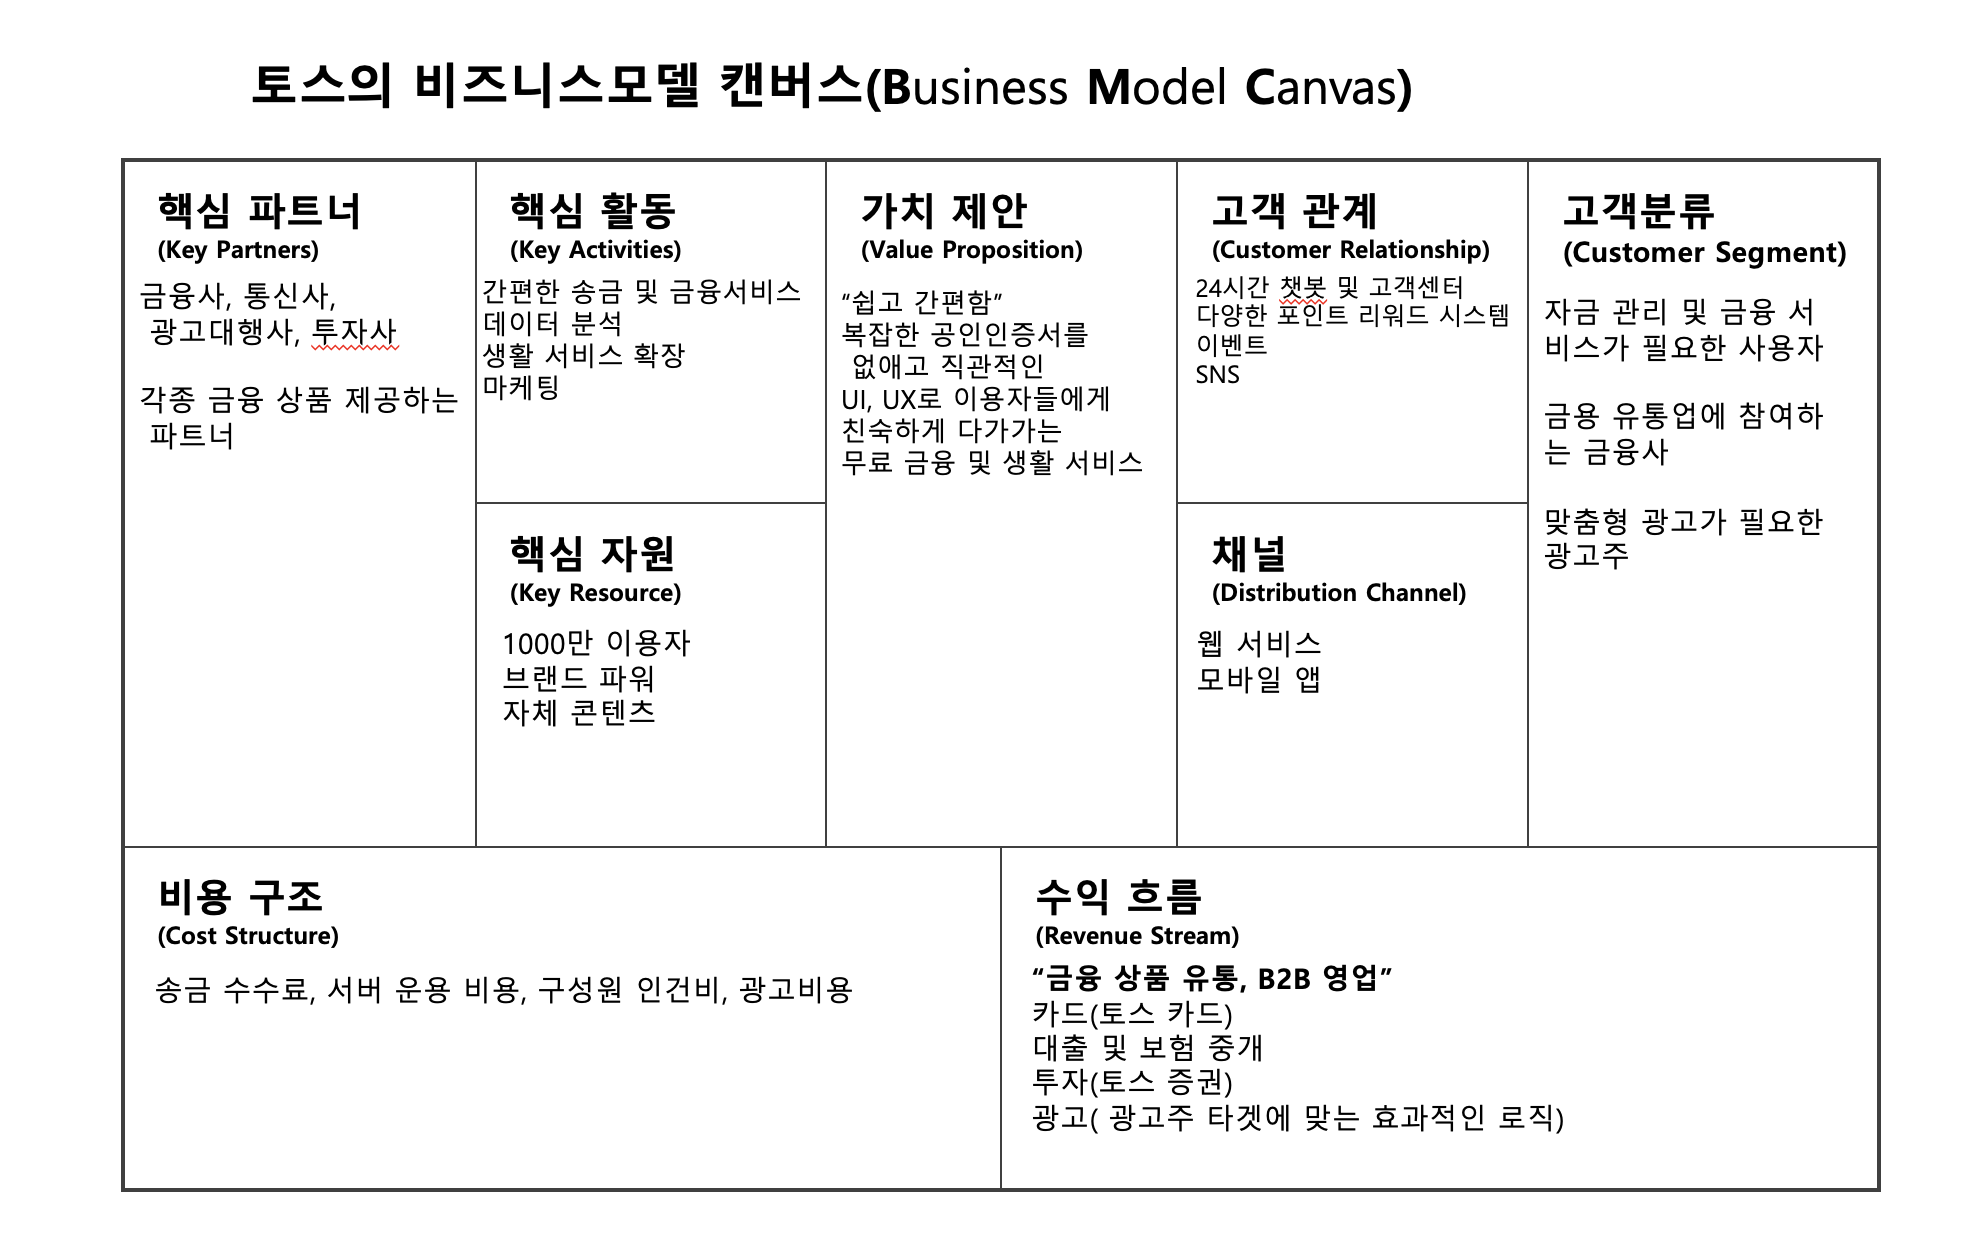 토스의 비즈니스모델 캔버스(Business Model Canvas)
핵심 파트너
(Key Partners)
금융사, 통신사,
광고대행사, 투자사
각종 금융 상품 제공하는
파트너
핵심 활동
(Key Activities)
간편한 송금 및 금융서비스
데이터 분석
생활 서비스 확장
마케팅
핵심 자원
(Key Resource)
1000만 이용자
브랜드 파워
자체 콘텐츠
가치 제안
(Value Proposition)
“쉽고 간편함”
복잡한 공인인증서를
없애고 직관적인
UI, UX로 이용자들에게
친숙하게 다가가는
무료 금융 및 생활 서비스
고객 관계
(Customer Relationship)
24시간 챗봇 및 고객센터
다양한 포인트 리워드 시스템
이벤트
SNS
채널
(Distribution Channel)
웹 서비스
모바일 앱
고객분류
(Customer Segment)
자금 관리 및 금융 서
비스가 필요한 사용자
금용 유통업에 참여하
는 금융사
맞춤형 광고가 필요한
광고주
비용 구조
(Cost Structure)
송금 수수료, 서버 운용 비용, 구성원 인건비, 광고비용
수익 흐름
(Revenue Stream)
“금융 상품 유통, B2B 영업”
카드(토스 카드)
대출 및 보험 중개
투자(토스 증권)
광고( 광고주 타겟에 맞는 효과적인 로직)